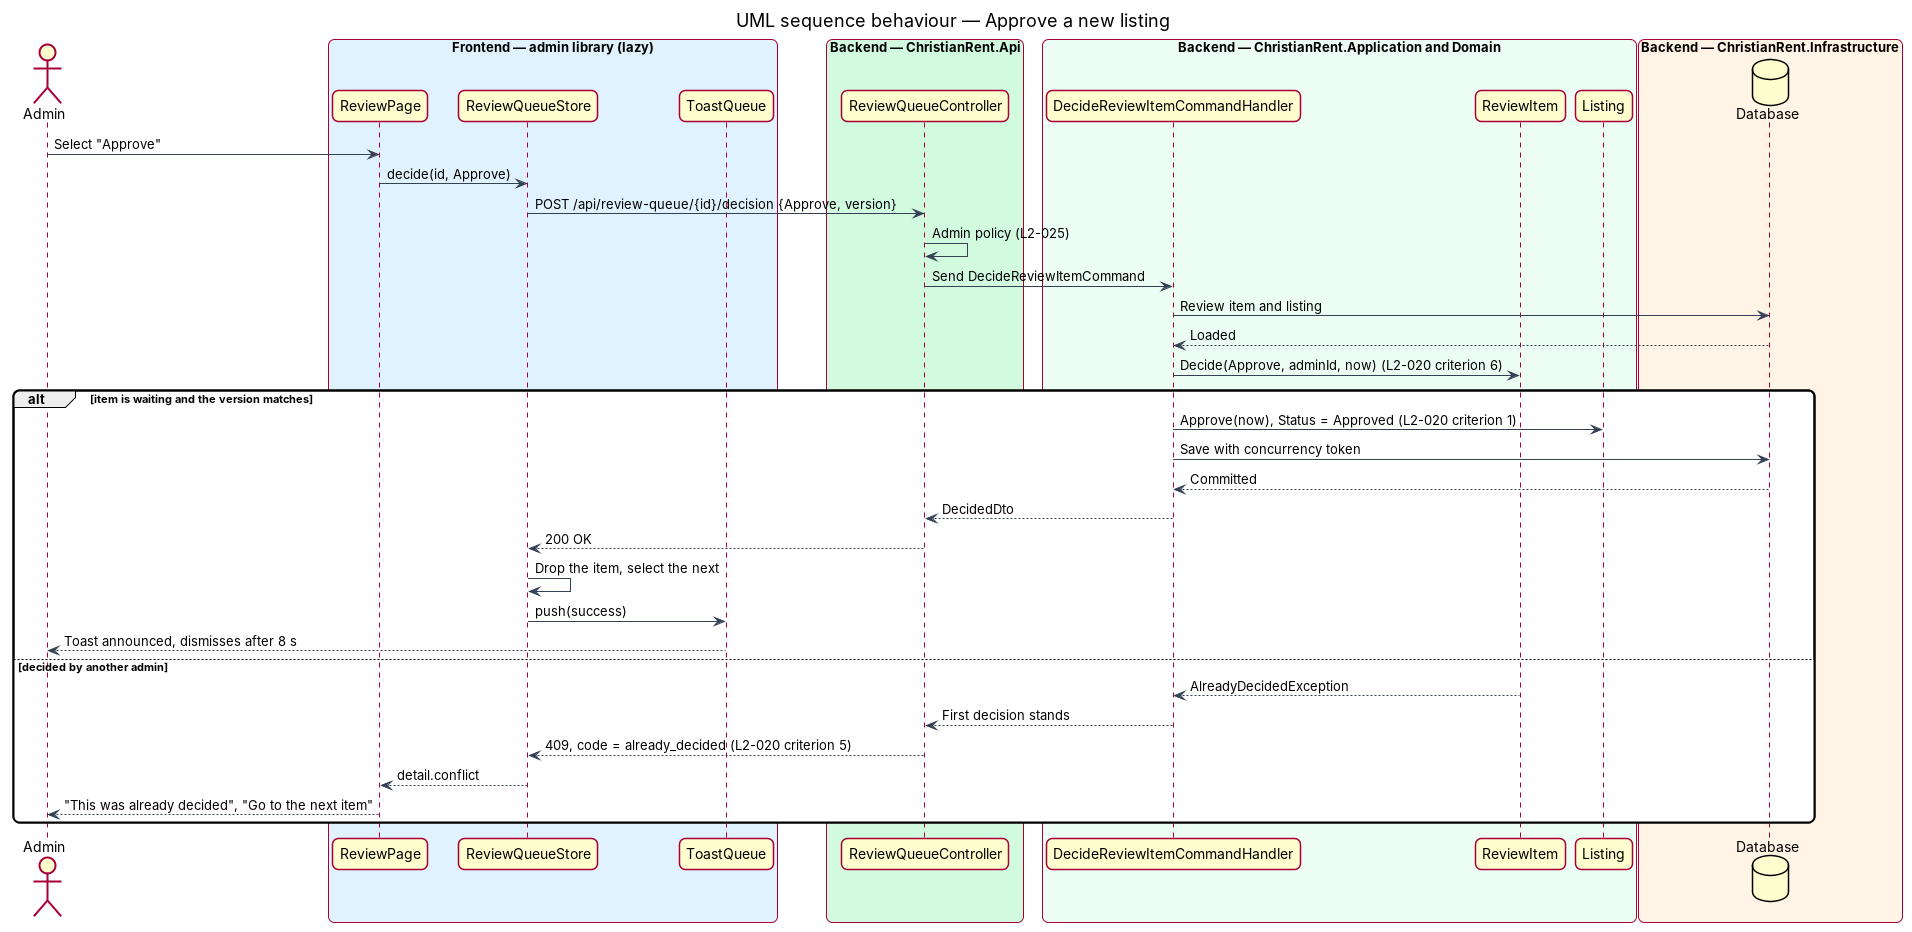 UML sequence behaviour — Approve a new listing
Frontend — admin library (lazy)
Backend — ChristianRent.Api
Backend — ChristianRent.Application and Domain
Backend — ChristianRent.Infrastructure
Admin
ReviewPage
ReviewQueueStore
ToastQueue
ReviewQueueController
DecideReviewItemCommandHandler
ReviewItem
Listing
Database
Select "Approve"
decide(id, Approve)
POST /api/review-queue/{id}/decision {Approve, version}
Admin policy (L2-025)
Send DecideReviewItemCommand
Review item and listing
Loaded
Decide(Approve, adminId, now) (L2-020 criterion 6)
alt
[item is waiting and the version matches]
Approve(now), Status = Approved (L2-020 criterion 1)
Save with concurrency token
Committed
DecidedDto
200 OK
Drop the item, select the next
push(success)
Toast announced, dismisses after 8 s
[decided by another admin]
AlreadyDecidedException
First decision stands
409, code = already_decided (L2-020 criterion 5)
detail.conflict
"This was already decided", "Go to the next item"
Admin
ReviewPage
ReviewQueueStore
ToastQueue
ReviewQueueController
DecideReviewItemCommandHandler
ReviewItem
Listing
Database